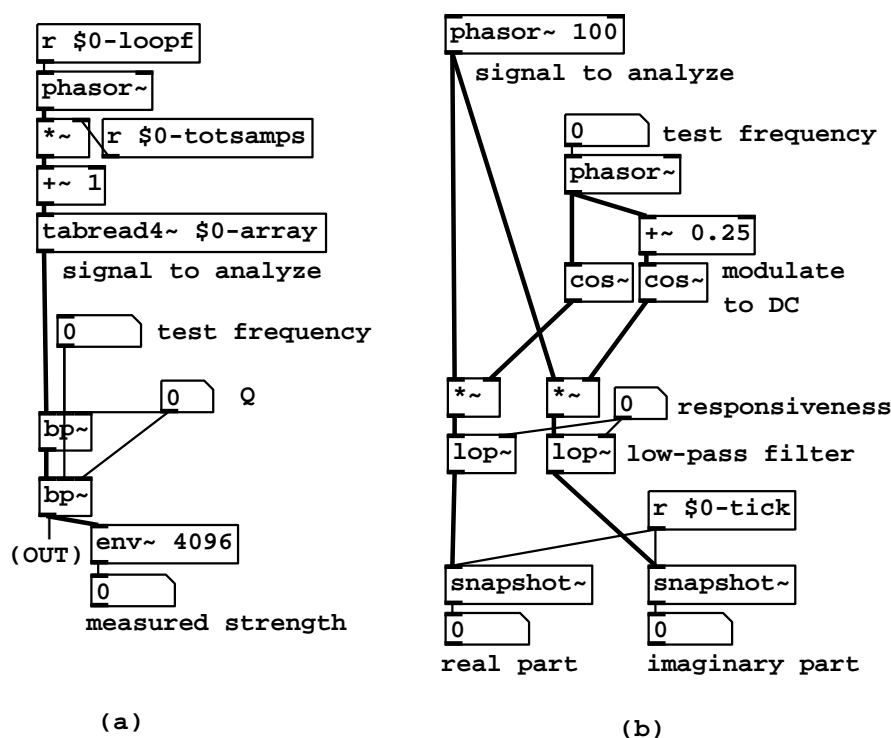 r $0-loopf
phasor~
*~
r $0-totsamps
+~ 1
tabread4~ $0-array
signal to analyze
0
test frequency
0
Q
bp~
bp~
(OUT)
env~ 4096
0
measured strength
(a)
phasor~ 100
signal to analyze
0
test frequency
phasor~
+~ 0.25
cos~
cos~
modulate
to DC
*~
*~
0
responsiveness
lop~
lop~
low-pass filter
r $0-tick
snapshot~
snapshot~
0
0
real part
imaginary part
(b)